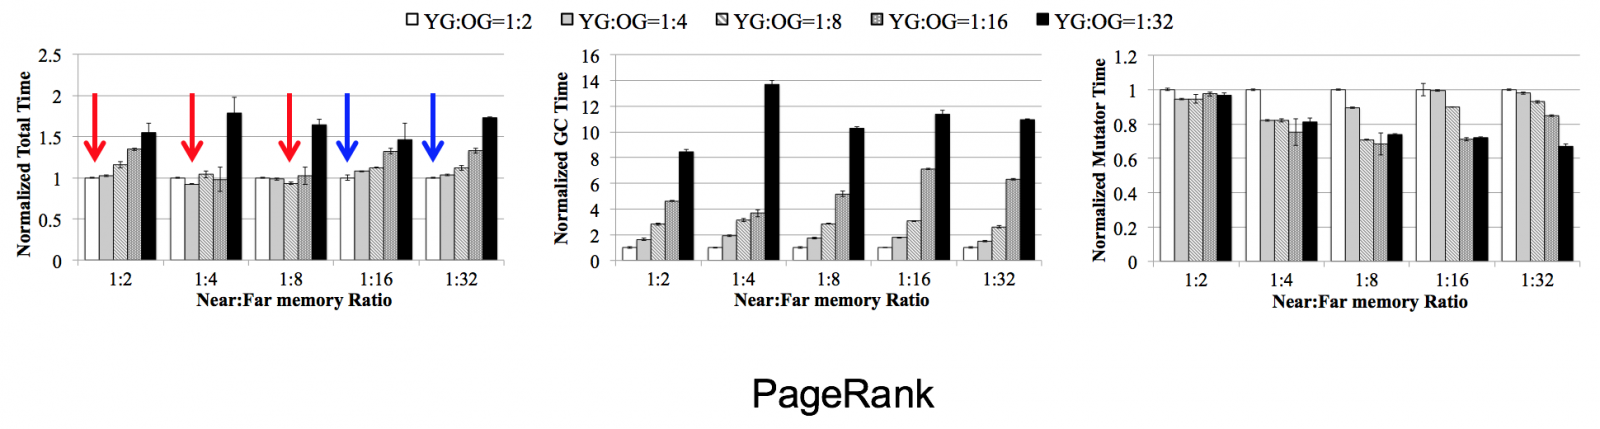 YG:OG=1:2 YG:OG=1:4 YG:OG=1:8 YG:OG=1:16 YG:OG=1:32
Normalized Total Time
2.5
2
1.5
1
0.5
0
1:2 1:4 1:8 1:16 1:32
Near:Far memory Ratio
Normalized GC Time
16
14
12
10
8
6
4
2
0
1:2 1:4 1:8 1:16 1:32
Near:Far memory Ratio
Normalized Mutator Time
1.2
1
0.8
0.6
0.4
0.2
0
1:2 1:4 1:8 1:16 1:32
Near:Far memory Ratio
PageRank